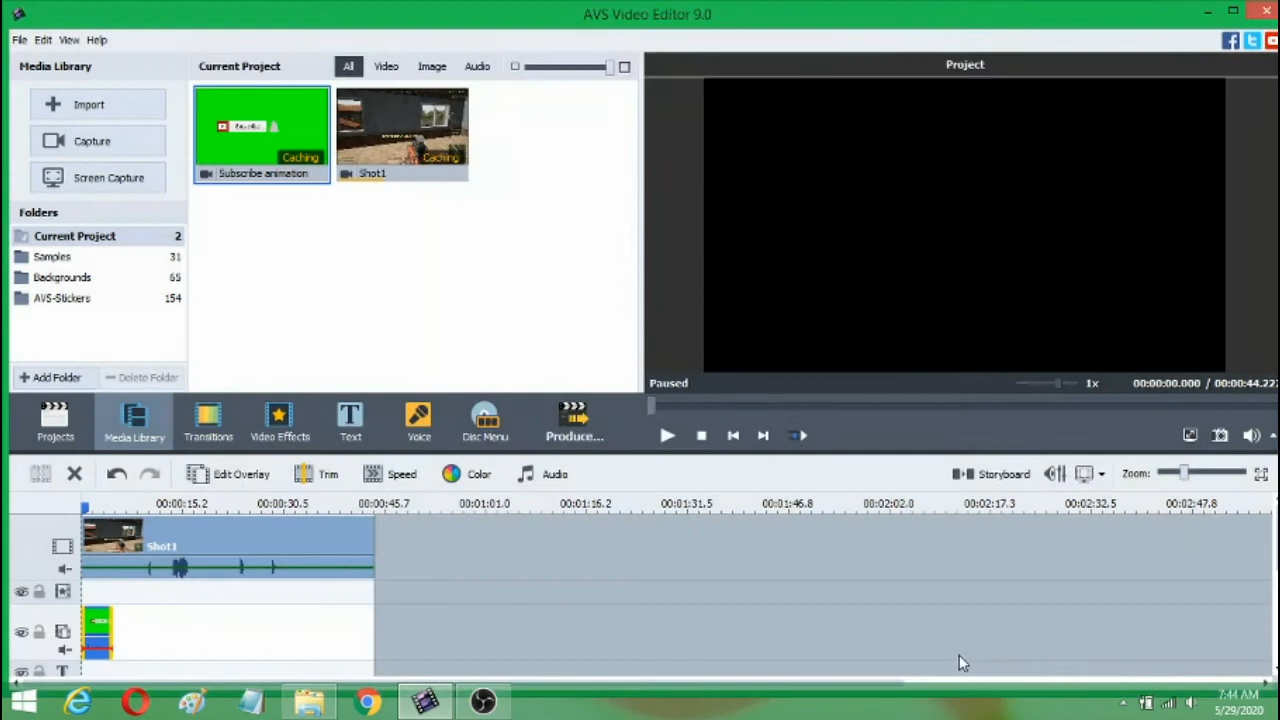 AVS Video Editor 9.0
File Edit View Help
Media Library
Current Project
All Video Image Audio
Project
Import
Capture
Screen Capture
Caching
Caching
Subscribe animation
Shot1
Folders
Current Project 2
Samples 31
Backgrounds 65
AVS-Stickers 154
Add Folder
Delete Folder
Paused
1x
00:00:00.000 / 00:00:44.22
Projects
Media Library
Transitions
Video Effects
Text
Voice
Disc Menu
Produce...
Edit Overlay
Trim
Speed
Color
Audio
Storyboard
Zoom:
00:00:15.2 00:00:30.5 00:00:45.7 00:01:01.0 00:01:16.2 00:01:31.5 00:01:46.8 00:02:02.0 00:02:17.3 00:02:32.5 00:02:47.8
Shot1
7:44 AM
5/29/2020